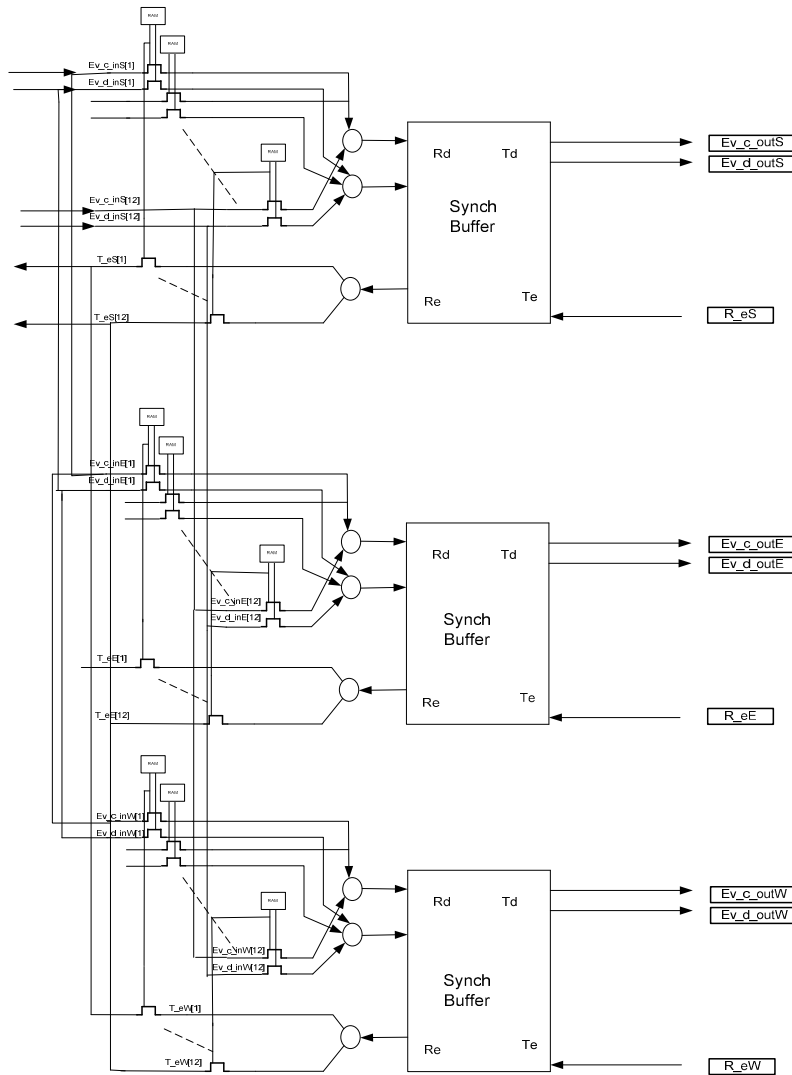 RAM
RAM
Ev_c_inS[1]
Ev_d_inS[1]
RAM
Rd Td
Ev_c_outS
Ev_d_outS
Synch
Buffer
Ev_c_inS[12]
Ev_d_inS[12]
T_eS[1]
Re Te
R_eS
T_eS[12]
RAM
RAM
Ev_c_inE[1]
Ev_d_inE[1]
RAM
Rd Td
Ev_c_outE
Ev_d_outE
Ev_c_inE[12]
Ev_d_inE[12]
Synch
Buffer
T_eE[1]
Re Te
R_eE
T_eE[12]
RAM
RAM
Ev_c_inW[1]
Ev_d_inW[1]
RAM
Rd Td
Ev_c_outW
Ev_d_outW
Ev_c_inW[12]
Ev_d_inW[12]
Synch
Buffer
T_eW[1]
Re Te
R_eW
T_eW[12]